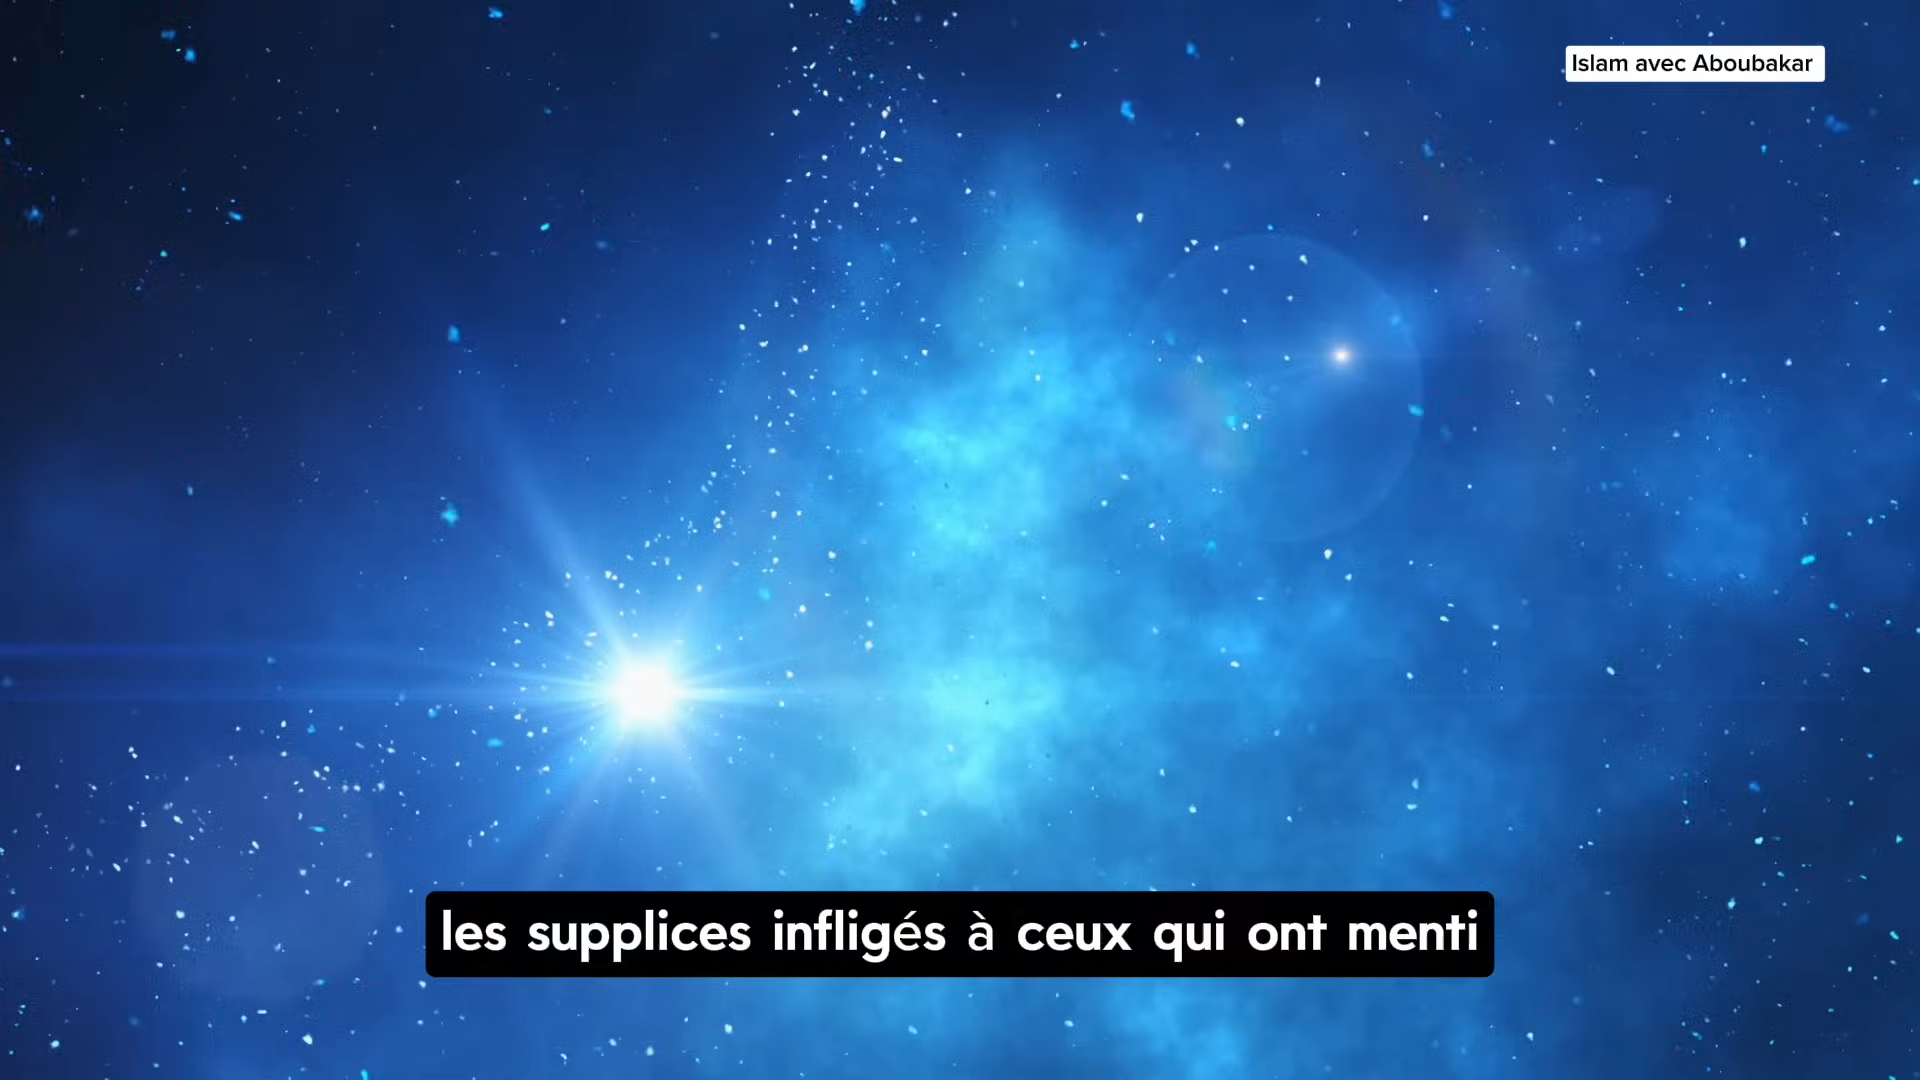 Islam avec Aboubakar
les supplices infligés à ceux qui ont menti